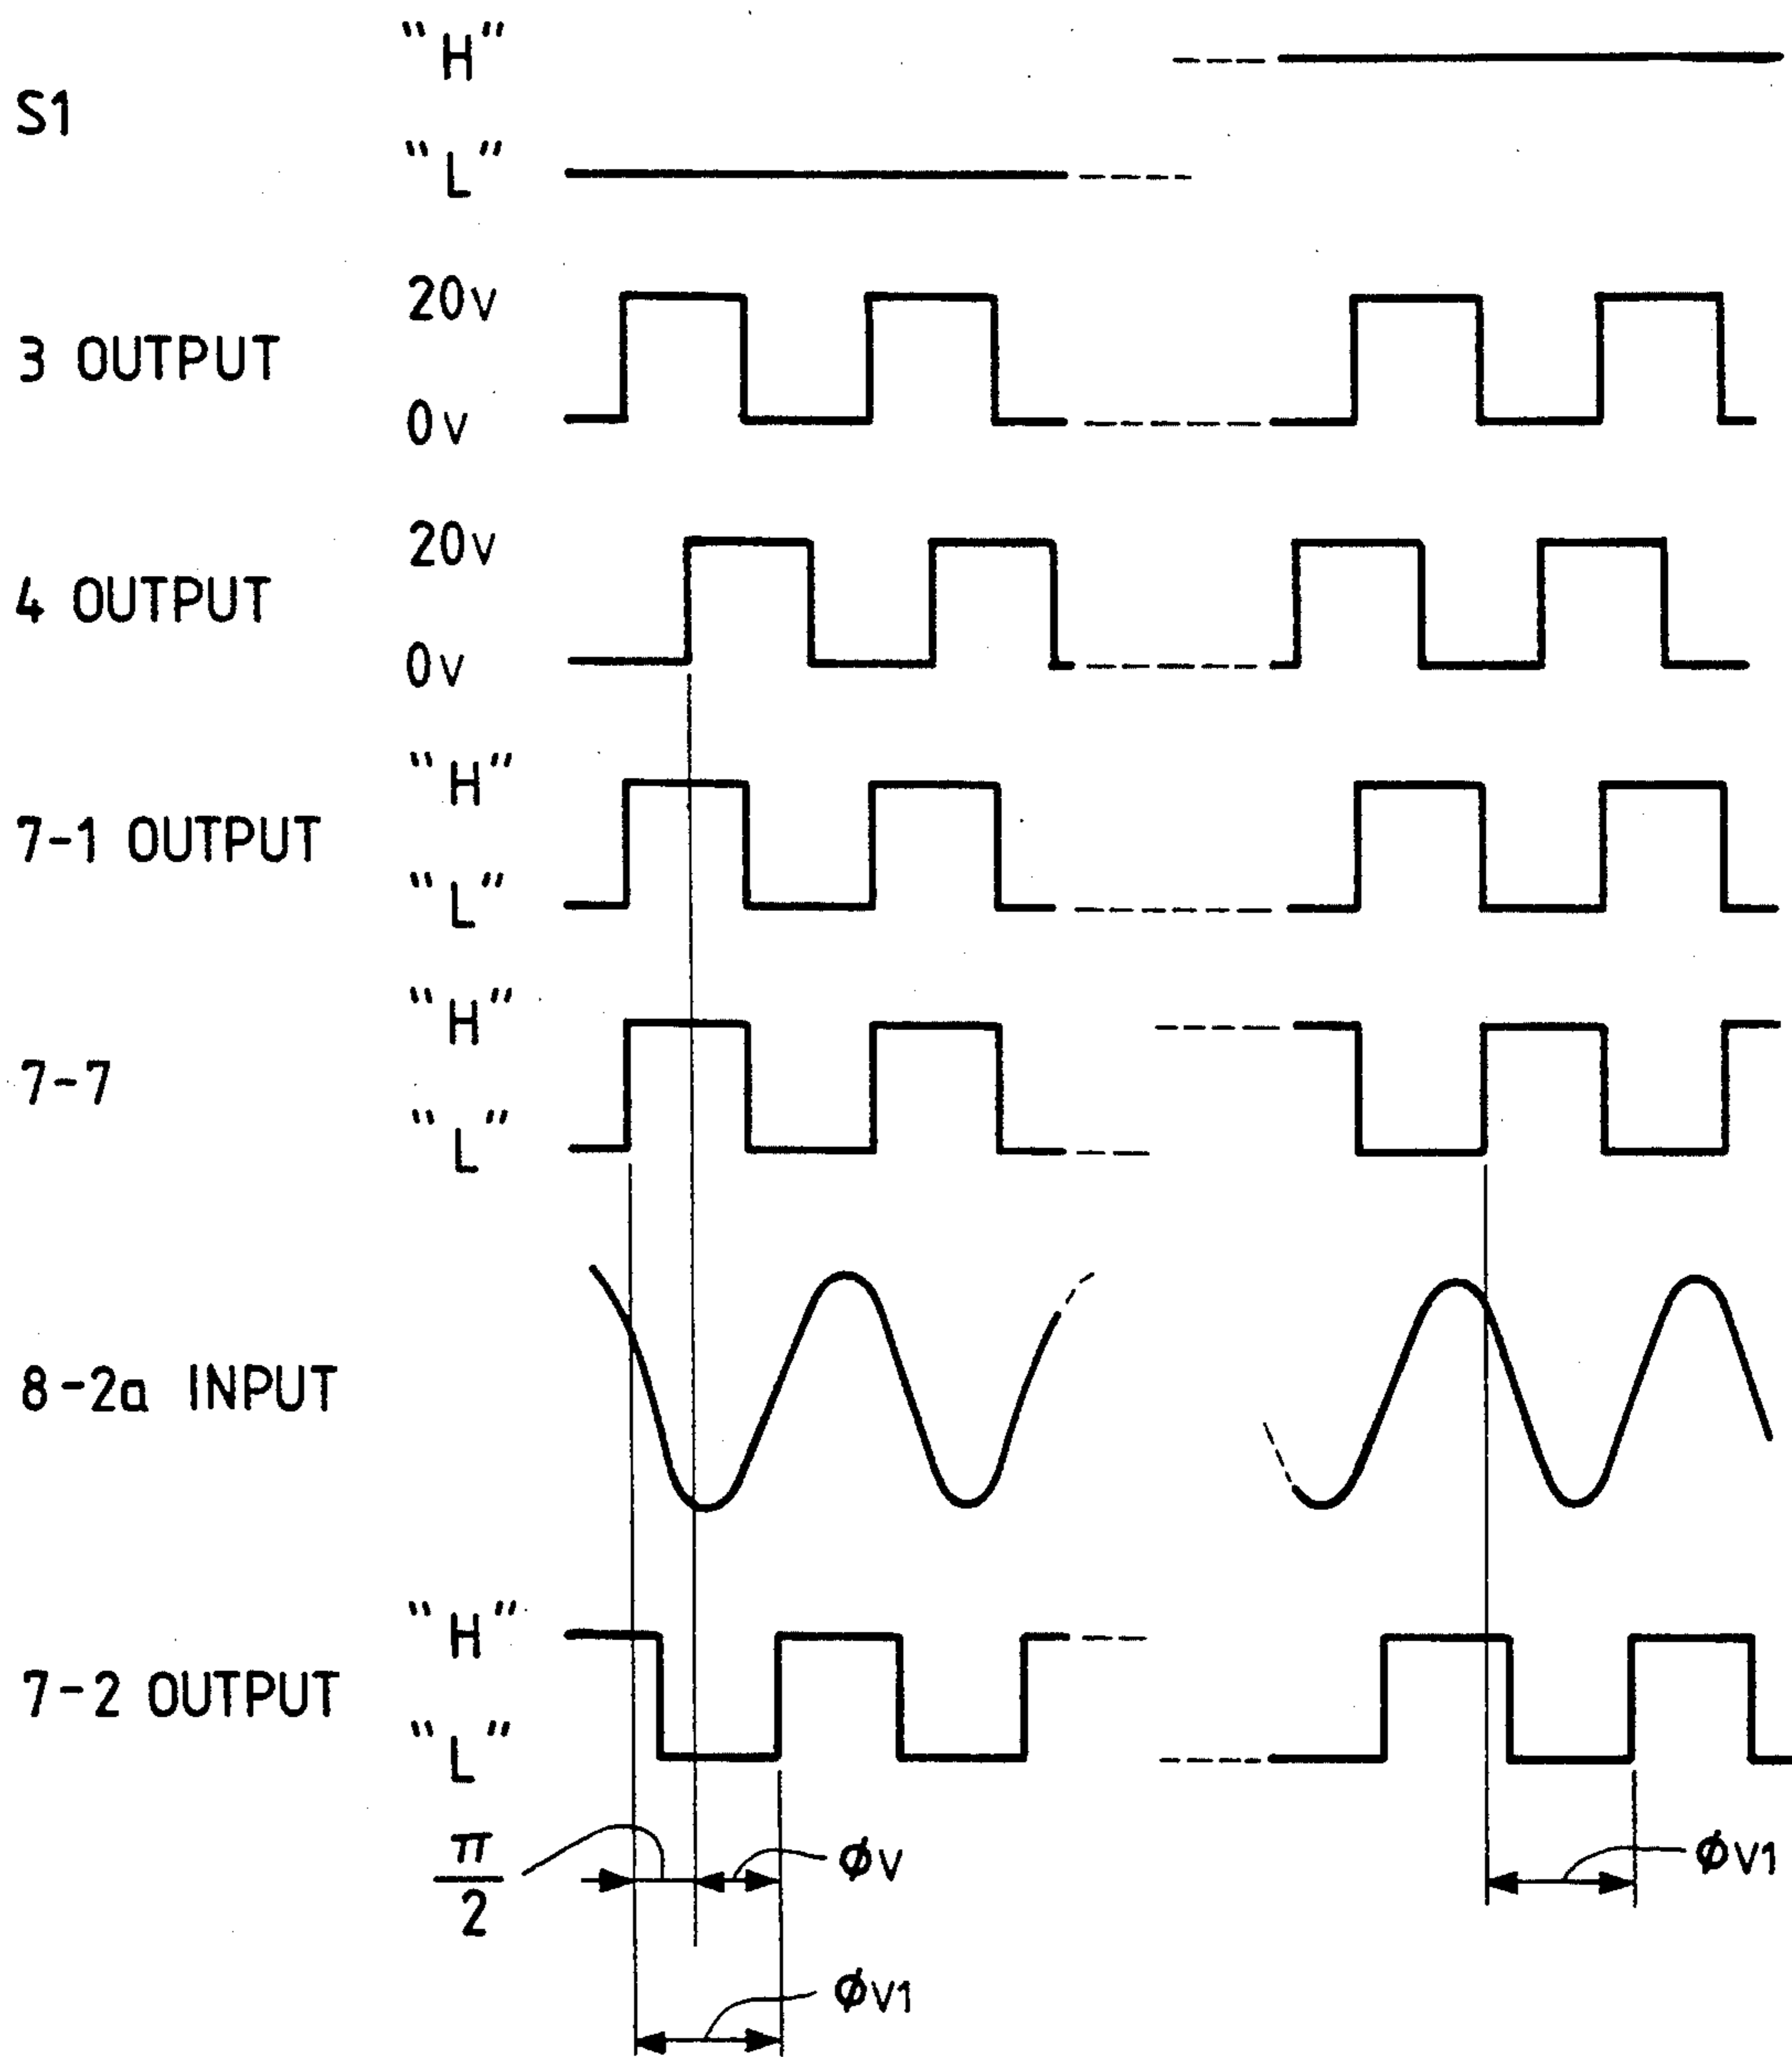 S1
“H”
“L”
3 OUTPUT
20V
0V
4 OUTPUT
20V
0V
7-1 OUTPUT
“H”
“L”
7-7
“H”
“L”
8-2a INPUT
7-2 OUTPUT
“H”
“L”
π
2
ϕV
ϕV1
ϕV1